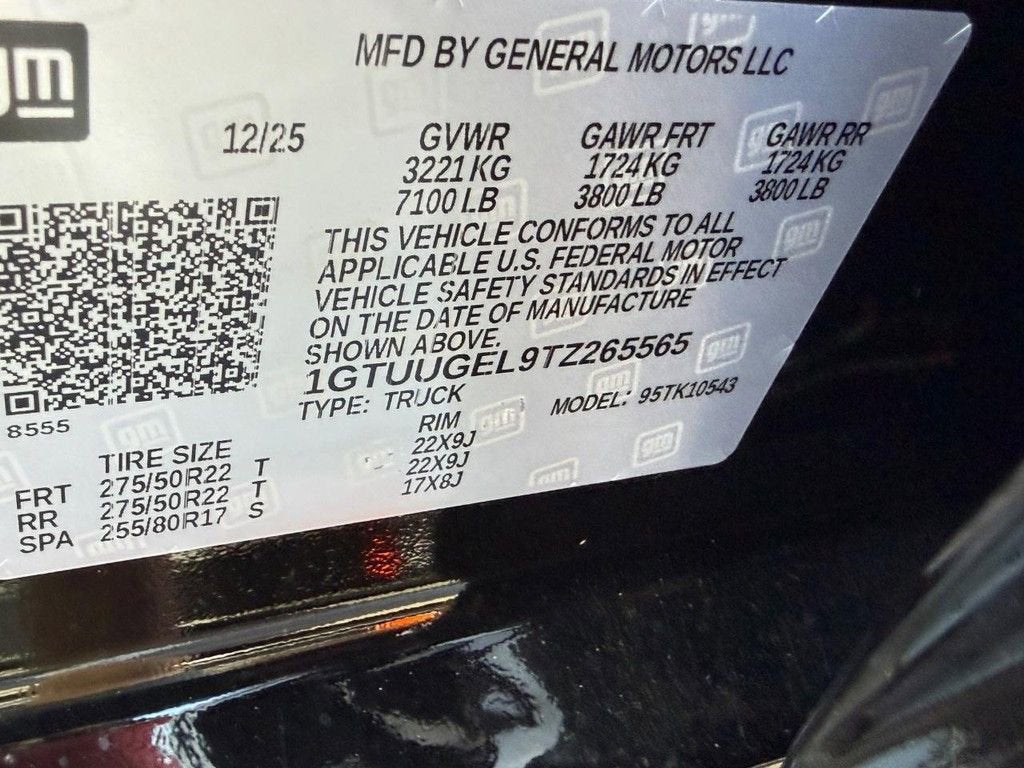 gm
MFD BY GENERAL MOTORS LLC
12/25 GVWR GAWR FRT GAWR RR
3221 KG 1724 KG 1724 KG
7100 LB 3800 LB 3800 LB
THIS VEHICLE CONFORMS TO ALL
APPLICABLE U.S. FEDERAL MOTOR
VEHICLE SAFETY STANDARDS IN EFFECT
ON THE DATE OF MANUFACTURE
SHOWN ABOVE.
1GTUUGEL9TZ265565
TYPE: TRUCK MODEL: 95TK10543
8555
TIRE SIZE RIM
FRT 275/50R22 T 22X9J
RR 275/50R22 T 22X9J
SPA 255/80R17 S 17X8J